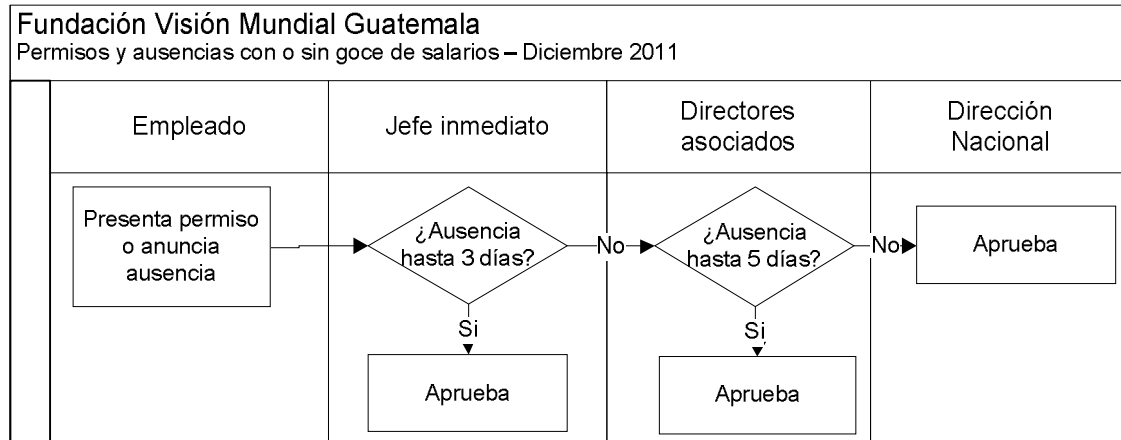 Fundación Visión Mundial Guatemala
Permisos y ausencias con o sin goce de salarios – Diciembre 2011
Empleado
Jefe inmediato
Directores
asociados
Dirección
Nacional
Presenta permiso
o anuncia
ausencia
¿Ausencia
hasta 3 días?
No
¿Ausencia
hasta 5 días?
No
Aprueba
Si
Si
Aprueba
Aprueba